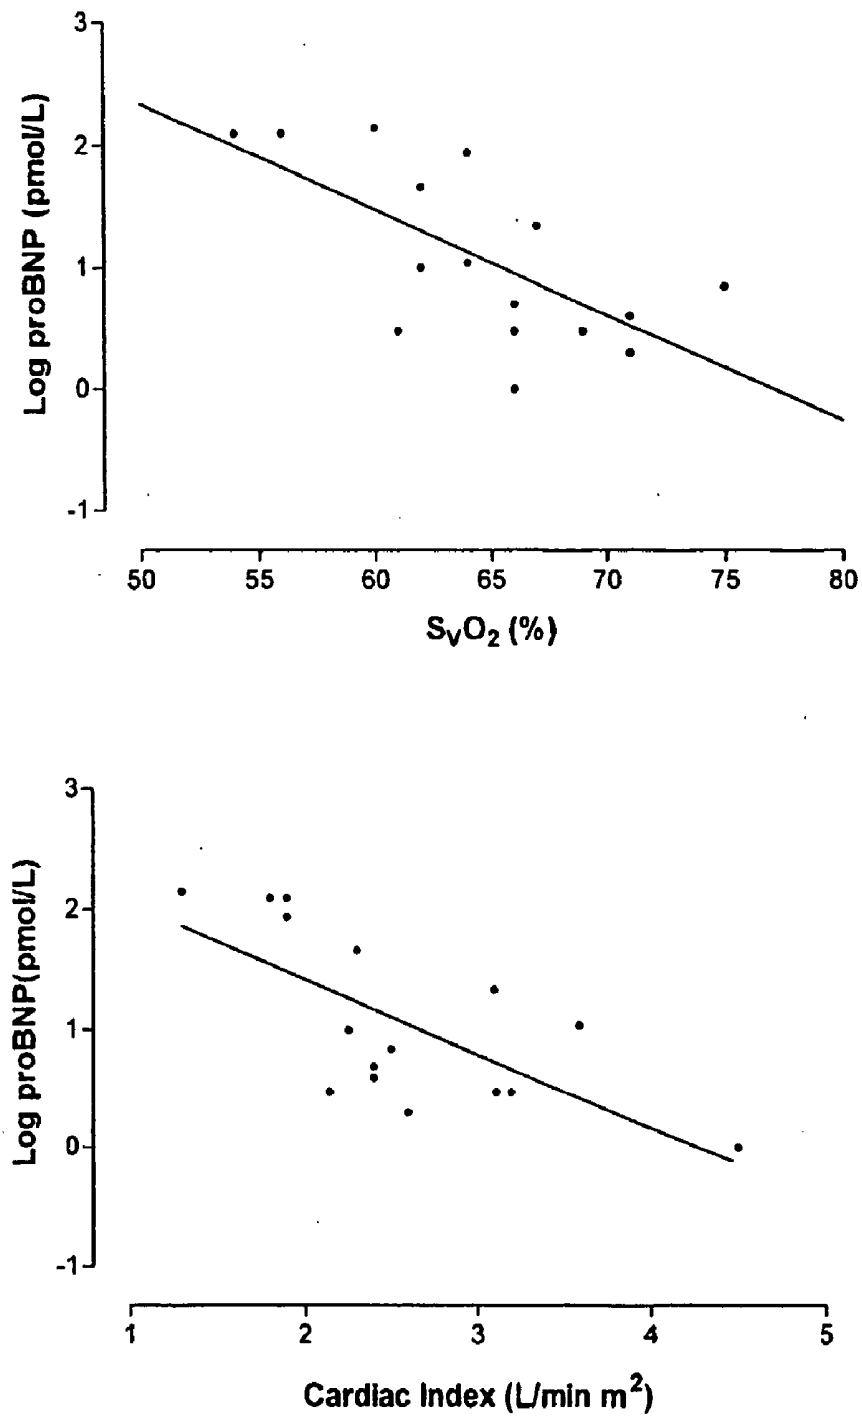 Log proBNP (pmol/L)
3
2
1
0
-1
50 55 60 65 70 75 80
SVO2 (%)
Log proBNP(pmol/L)
3
2
1
0
-1
1 2 3 4 5
Cardiac Index (L/min m²)